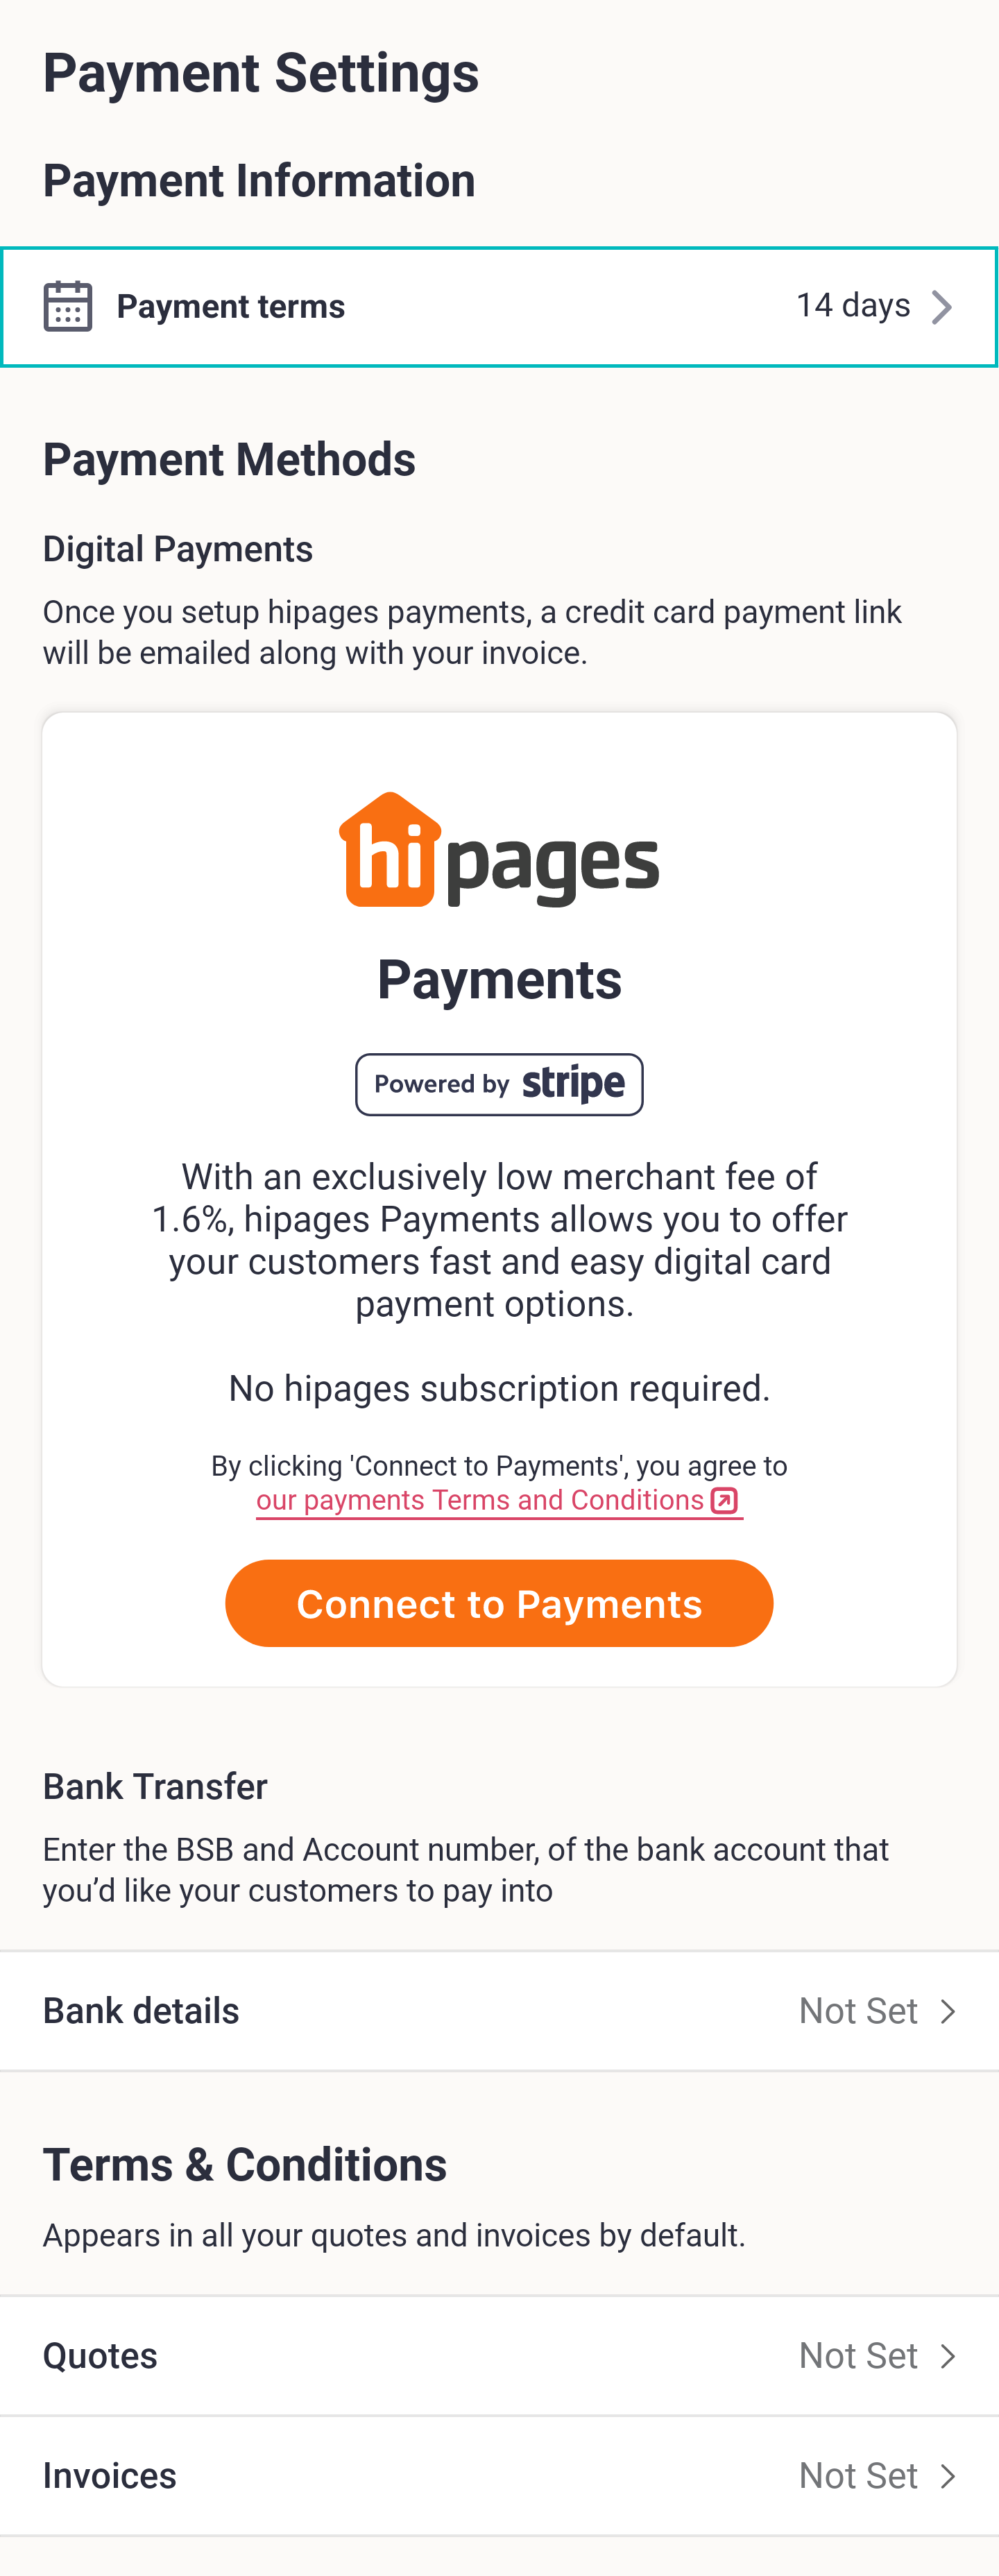 Payment Settings
Payment Information
Payment terms 14 days
Payment Methods
Digital Payments
Once you setup hipages payments, a credit card payment link
will be emailed along with your invoice.
hipages
Payments
Powered by stripe
With an exclusively low merchant fee of
1.6%, hipages Payments allows you to offer
your customers fast and easy digital card
payment options.
No hipages subscription required.
By clicking 'Connect to Payments', you agree to
our payments Terms and Conditions
Connect to Payments
Bank Transfer
Enter the BSB and Account number, of the bank account that
you’d like your customers to pay into
Bank details Not Set
Terms & Conditions
Appears in all your quotes and invoices by default.
Quotes Not Set
Invoices Not Set